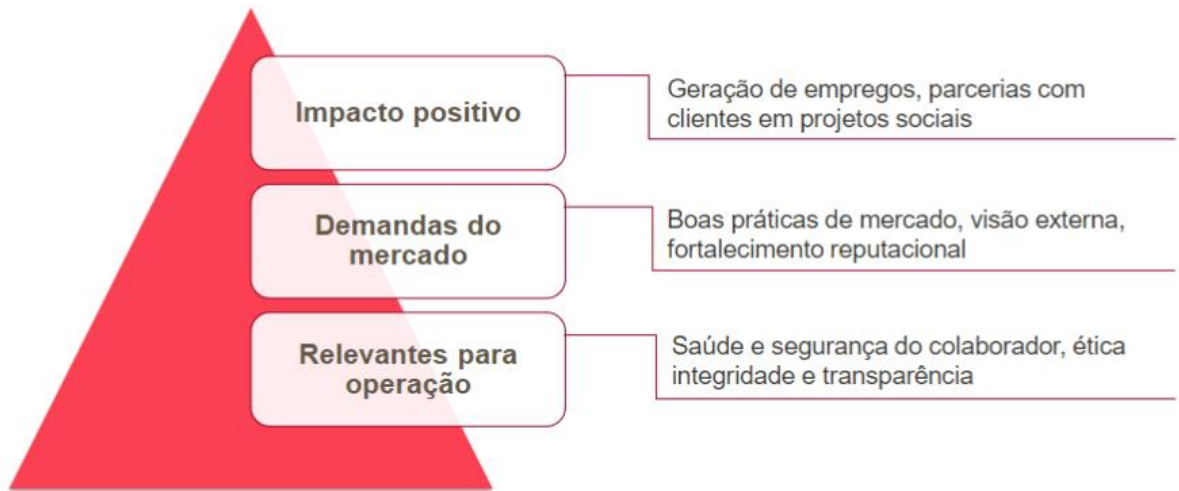 Impacto positivo
Geração de empregos, parcerias com
clientes em projetos sociais
Demandas do
mercado
Boas práticas de mercado, visão externa,
fortalecimento reputacional
Relevantes para
operação
Saúde e segurança do colaborador, ética
integridade e transparência